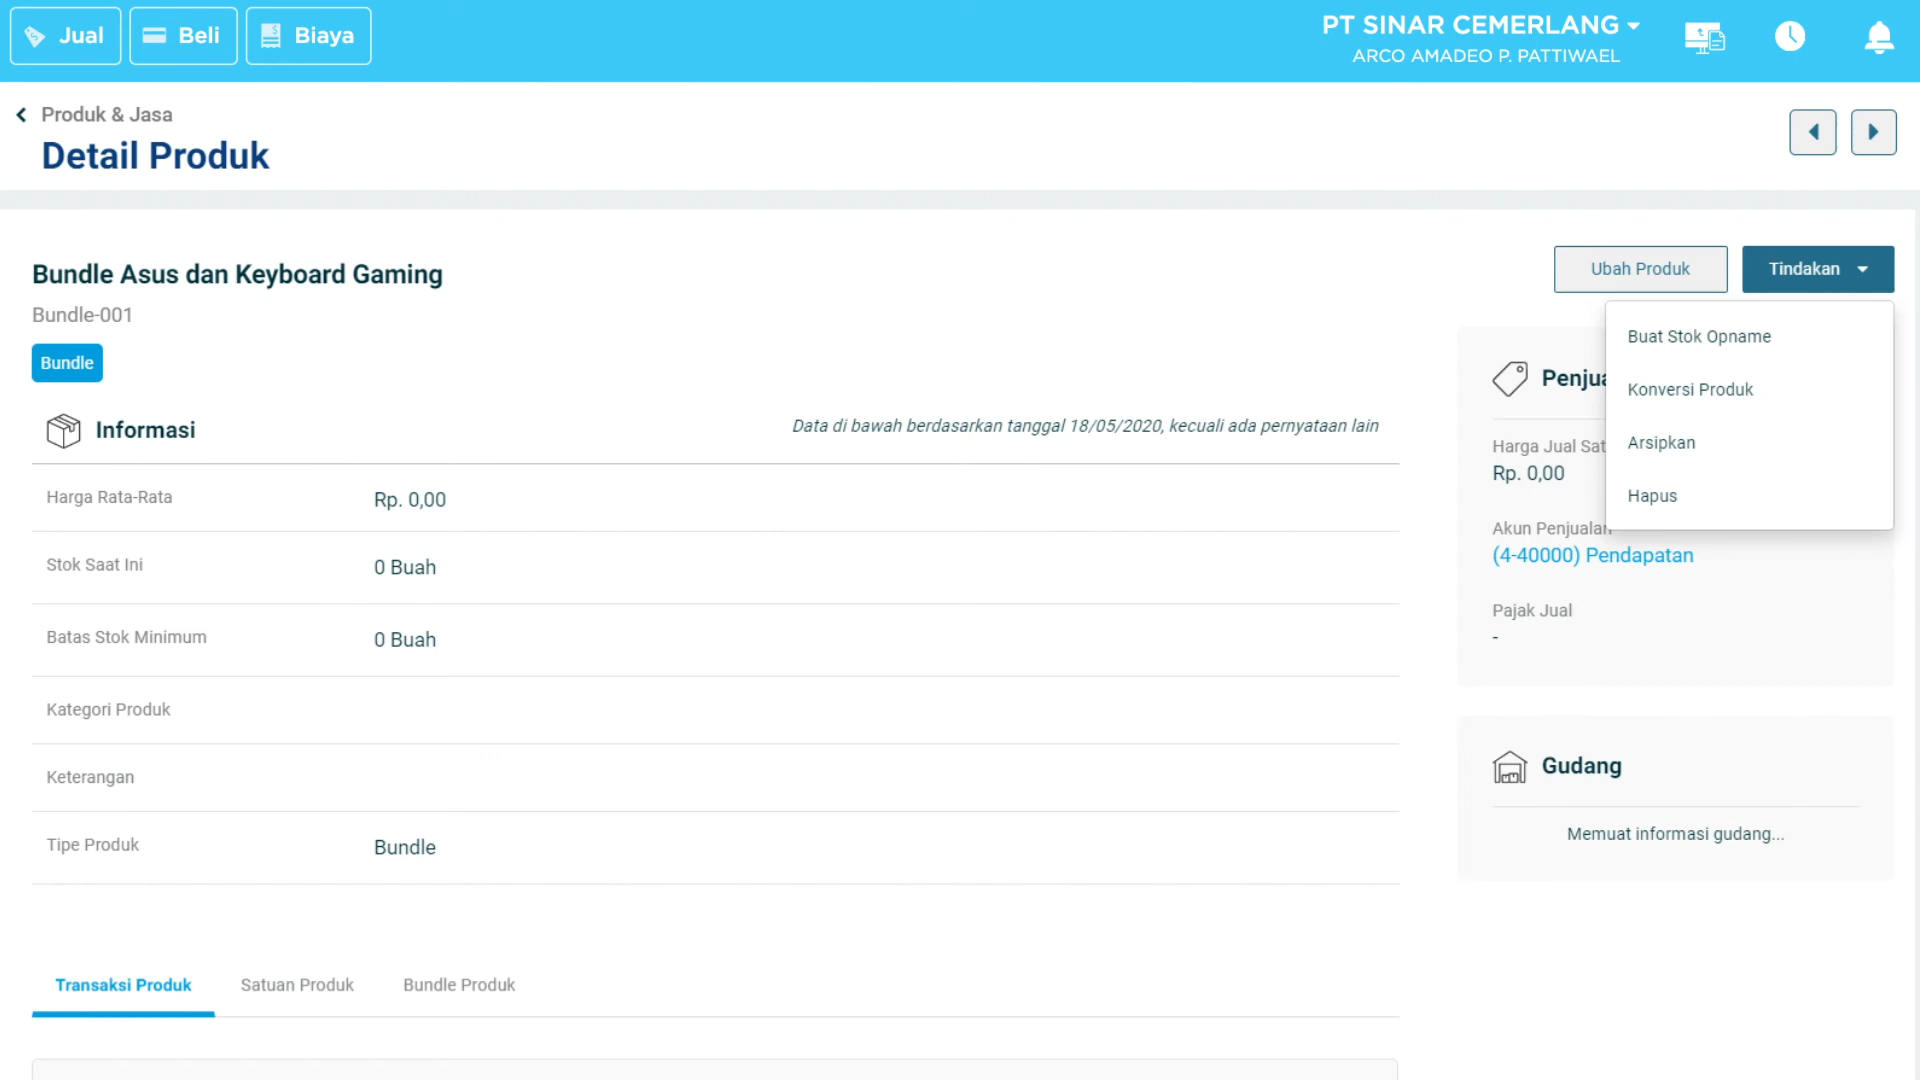 Jual
Beli
Biaya
PT SINAR CEMERLANG
ARCO AMADEO P. PATTIWAEL
Produk & Jasa
Detail Produk
Bundle Asus dan Keyboard Gaming
Bundle-001
Bundle
Ubah Produk
Tindakan
Buat Stok Opname
Konversi Produk
Arsipkan
Hapus
Informasi
Data di bawah berdasarkan tanggal 18/05/2020, kecuali ada pernyataan lain
Harga Rata-Rata
Rp. 0,00
Stok Saat Ini
0 Buah
Batas Stok Minimum
0 Buah
Kategori Produk
Keterangan
Tipe Produk
Bundle
Harga Jual Sat
Rp. 0,00
Akun Penjualan
(4-40000) Pendapatan
Pajak Jual
-
Gudang
Memuat informasi gudang...
Transaksi Produk
Satuan Produk
Bundle Produk